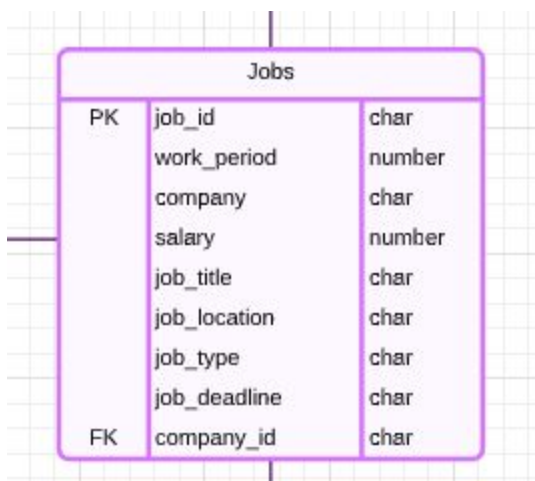 Jobs
PK job_id char
work_period number
company char
salary number
job_title char
job_location char
job_type char
job_deadline char
FK company_id char